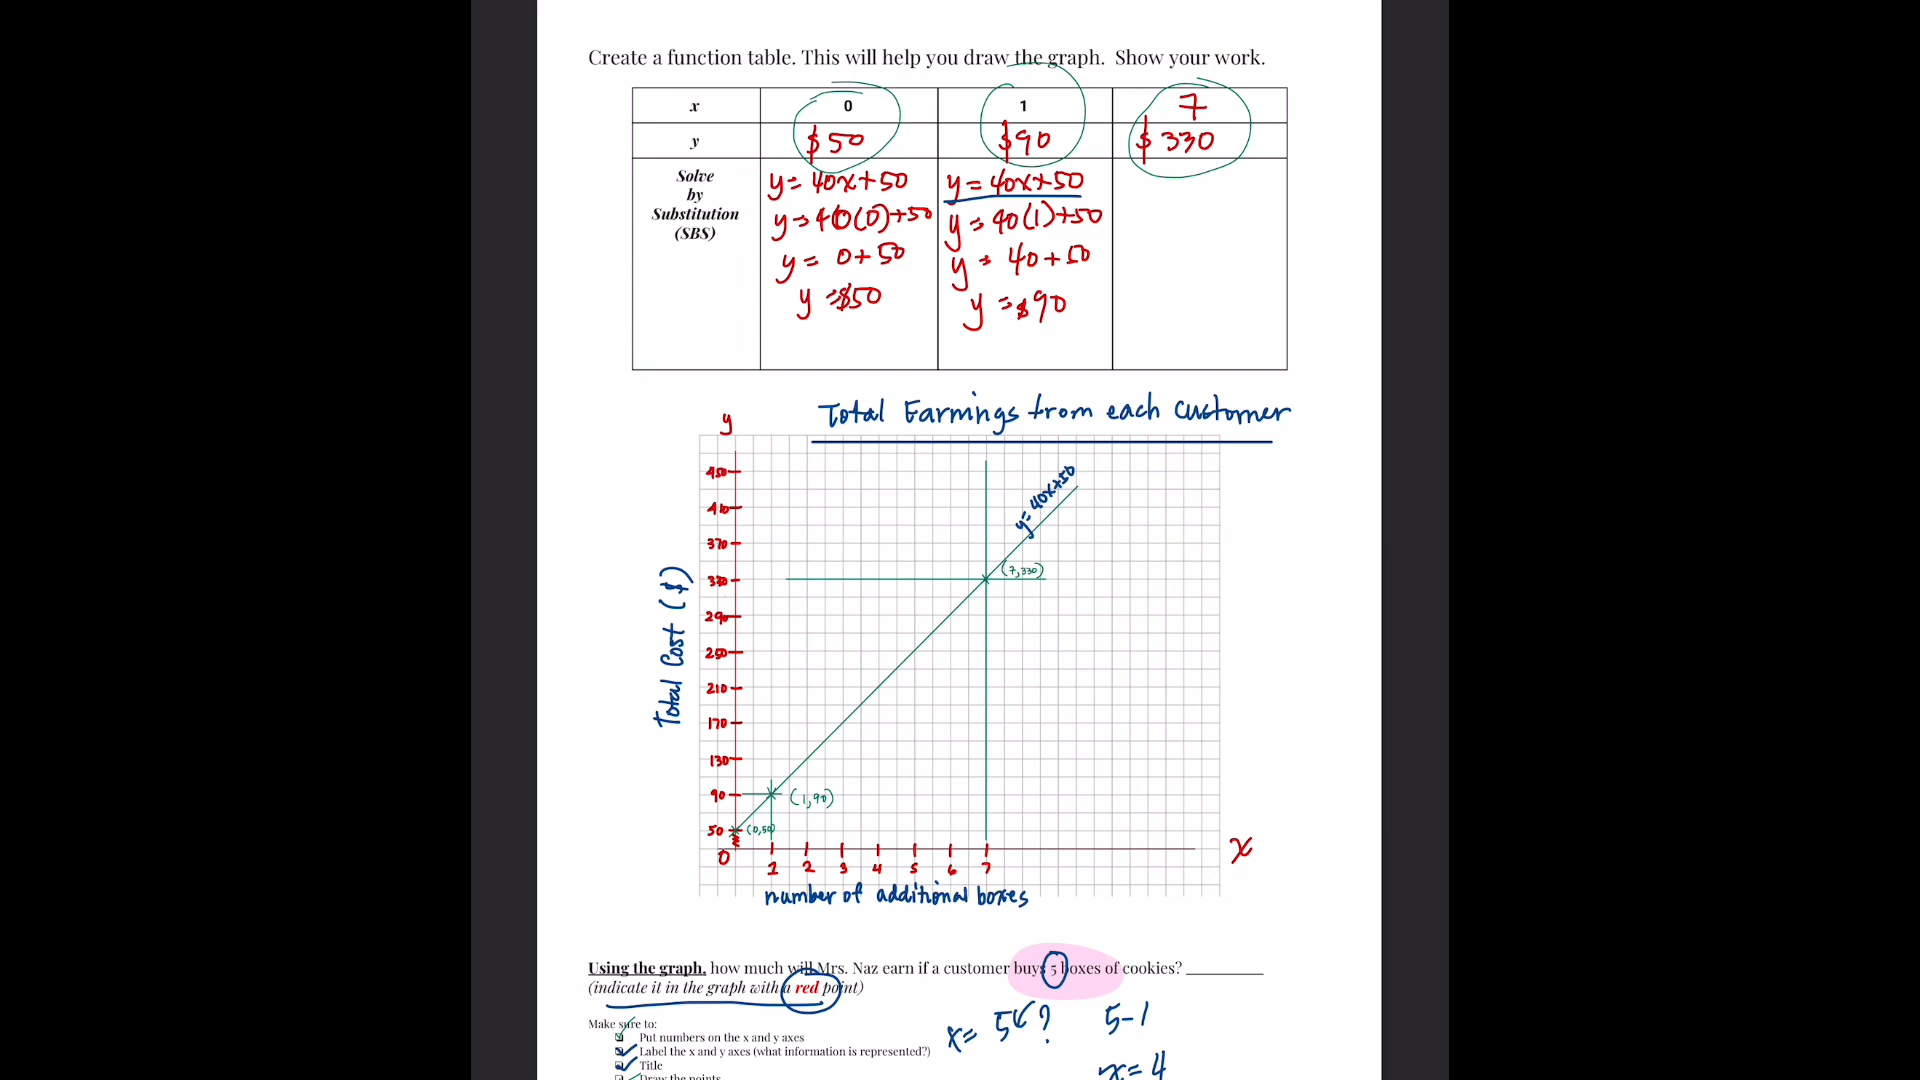 Create a function table. This will help you draw the graph. Show your work.
x 0 1 7
y $50 $90 $330
Solve by Substitution (SBS)
y = 40x+50
y = 40(0)+50
y = 0+50
y = $50
y = 40x+50
y = 40(1)+50
y = 40+50
y = $90
Total Earnings from each customer
y
450
410
370
330
290
250
210
170
130
90
50
0
Total Cost ($)
y= 40x+50
(7,330)
(1,90)
(0,50)
x
1 2 3 4 5 6 7
number of additional boxes
Using the graph, how much will Mrs. Naz earn if a customer buys 5 boxes of cookies?
(indicate it in the graph with a red point)
x= 5 ? 5-1
x=4
Make sure to:
Put numbers on the x and y axes
Label the x and y axes (what information is represented?)
Title
Draw the points